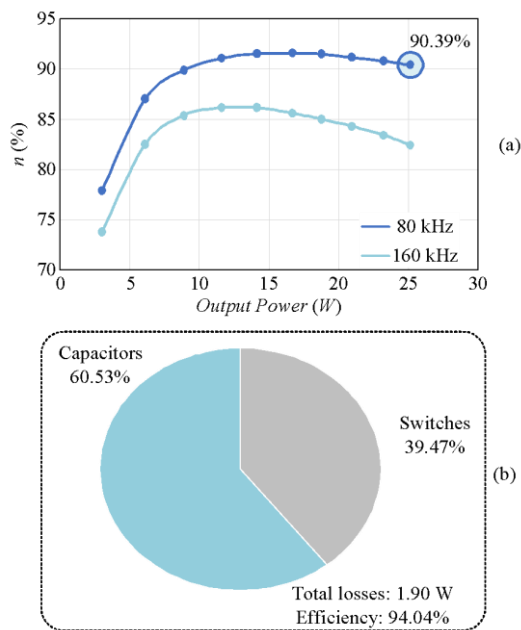 95
90
85
80
75
70
n (%)
90.39%
80 kHz
160 kHz
0
5
10
15
20
25
30
Output Power (W)
(a)
Capacitors
60.53%
Switches
39.47%
Total losses: 1.90 W
Efficiency: 94.04%
(b)